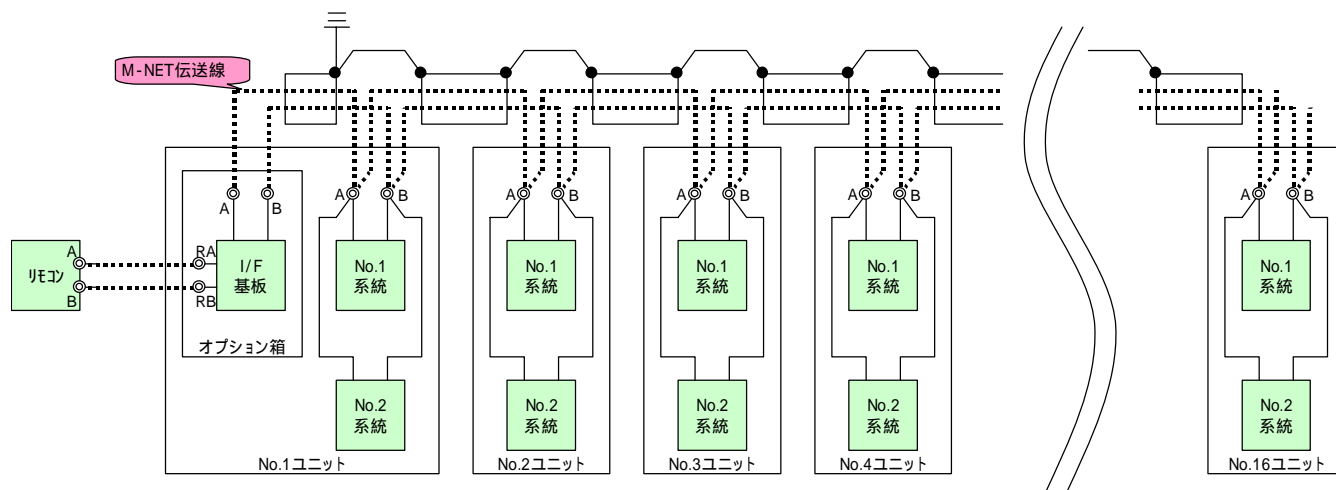 M-NET伝送線
A
B
A
B
A
B
A
B
A
B
A
B
リモコン
A
B
RA
RB
I/F
基板
No.1
系統
No.1
系統
No.1
系統
No.1
系統
No.1
系統
オプション箱
No.2
系統
No.2
系統
No.2
系統
No.2
系統
No.2
系統
No.1ユニット
No.2ユニット
No.3ユニット
No.4ユニット
No.16ユニット